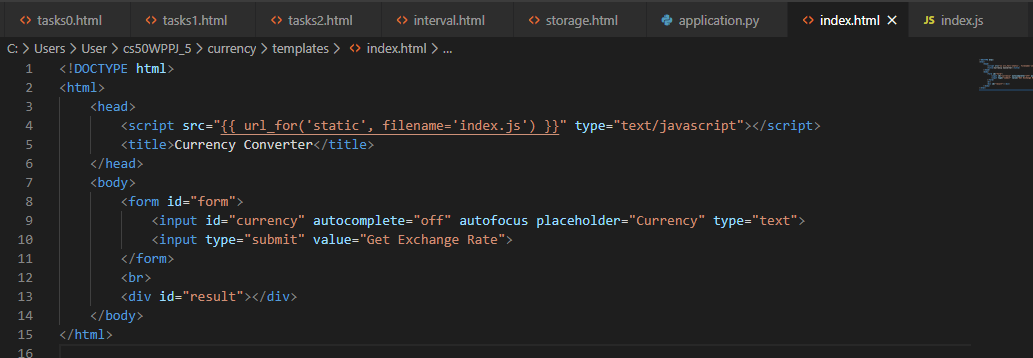 tasks0.html tasks1.html tasks2.html interval.html storage.html application.py index.html JS index.js
C: > Users > User > cs50WPPJ_5 > currency > templates > index.html > ...
1 <!DOCTYPE html>
2 <html>
3 <head>
4 <script src="{{ url_for('static', filename='index.js') }}" type="text/javascript"></script>
5 <title>Currency Converter</title>
6 </head>
7 <body>
8 <form id="form">
9 <input id="currency" autocomplete="off" autofocus placeholder="Currency" type="text">
10 <input type="submit" value="Get Exchange Rate">
11 </form>
12 <br>
13 <div id="result"></div>
14 </body>
15 </html>
16